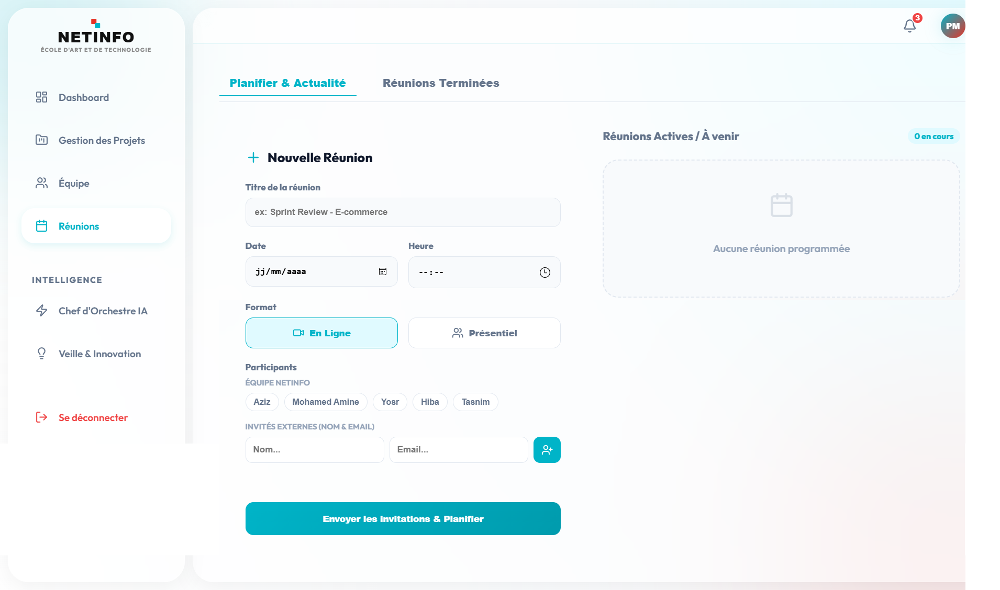 NETINFO
ÉCOLE D'ART ET DE TECHNOLOGIE
Dashboard
Gestion des Projets
Équipe
Réunions
INTELLIGENCE
Chef d'Orchestre IA
Veille & Innovation
Se déconnecter
3
PM
Planifier & Actualité
Réunions Terminées
Nouvelle Réunion
Titre de la réunion
ex: Sprint Review - E-commerce
Date
Heure
jj/mm/aaaa
--:--
Format
En Ligne
Présentiel
Participants
ÉQUIPE NETINFO
Aziz
Mohamed Amine
Yosr
Hiba
Tasnim
INVITÉS EXTERNES (NOM & EMAIL)
Nom...
Email...
Envoyer les invitations & Planifier
Réunions Actives / À venir
0 en cours
Aucune réunion programmée